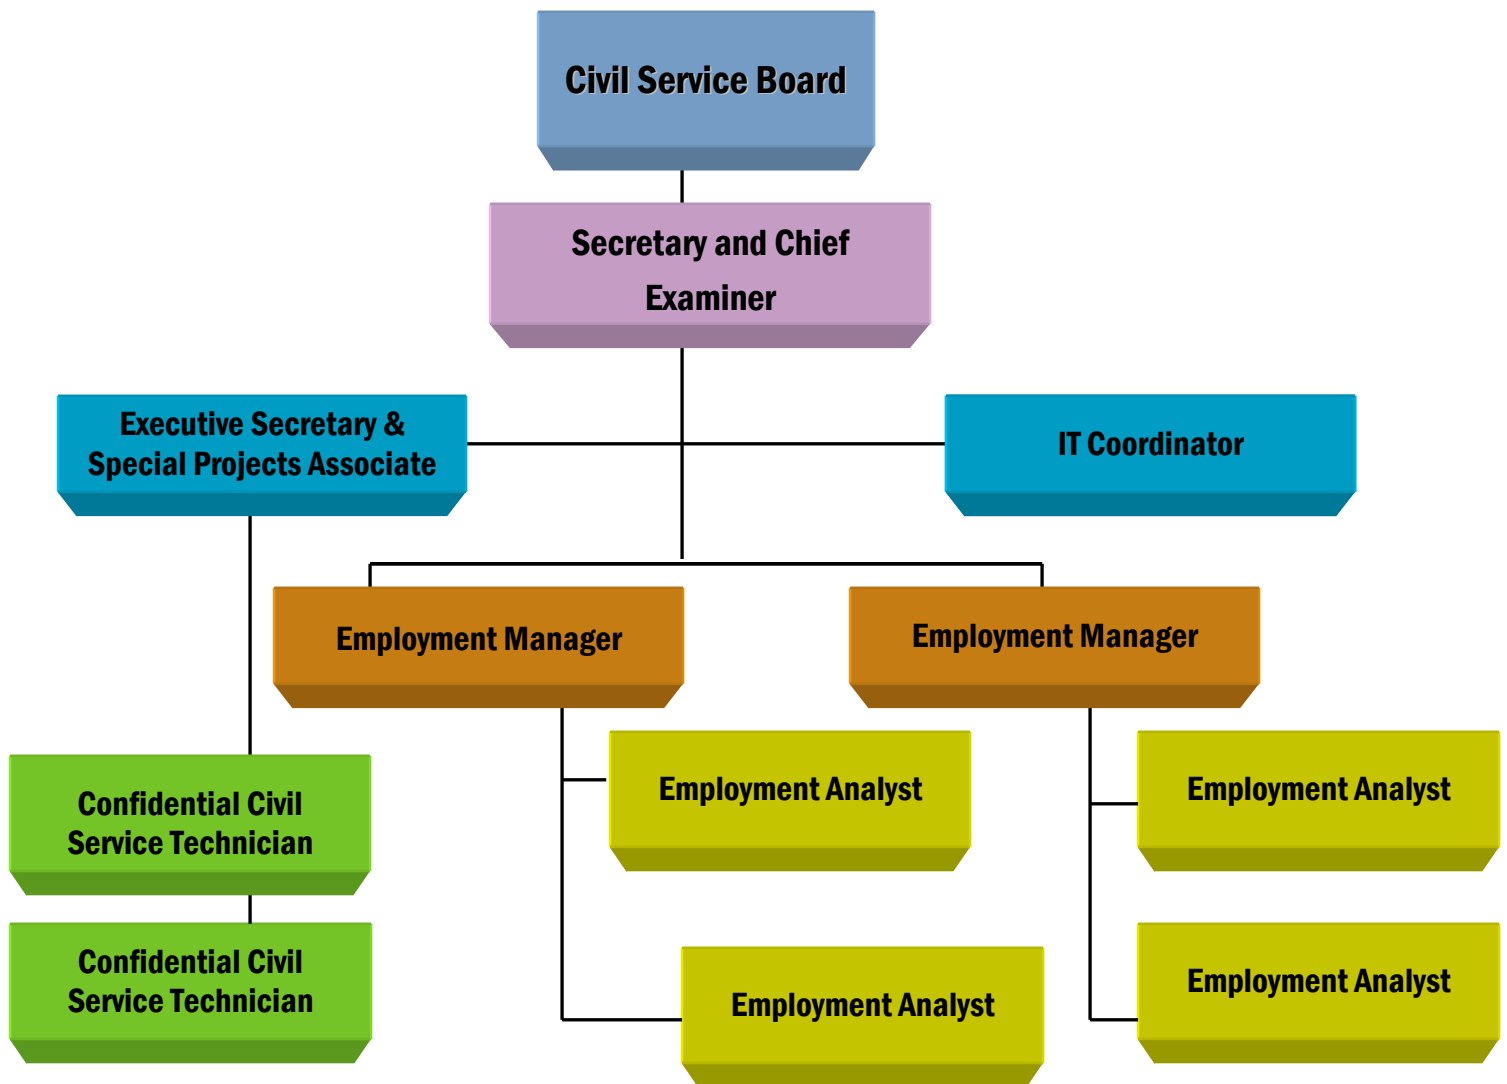 Civil Service Board
Secretary and Chief
Examiner
Executive Secretary &
Special Projects Associate
IT Coordinator
Employment Manager
Employment Manager
Employment Analyst
Employment Analyst
Confidential Civil
Service Technician
Confidential Civil
Service Technician
Employment Analyst
Employment Analyst